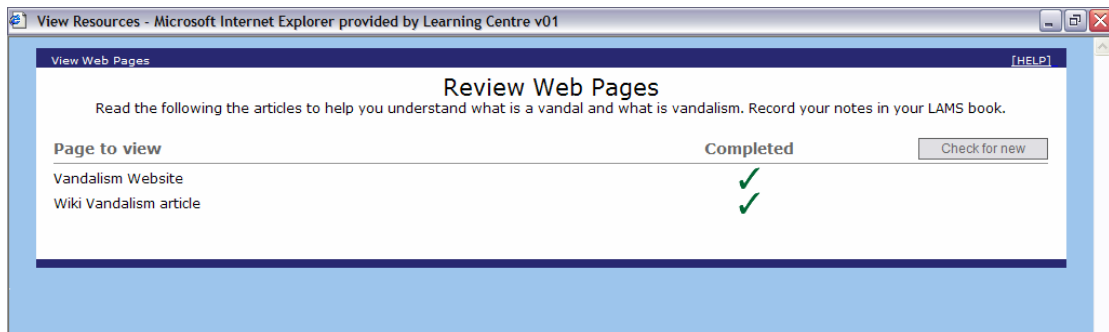 View Resources - Microsoft Internet Explorer provided by Learning Centre v01
View Web Pages [HELP]
Review Web Pages
Read the following the articles to help you understand what is a vandal and what is vandalism. Record your notes in your LAMS book.
Page to view Completed Check for new
Vandalism Website
Wiki Vandalism article